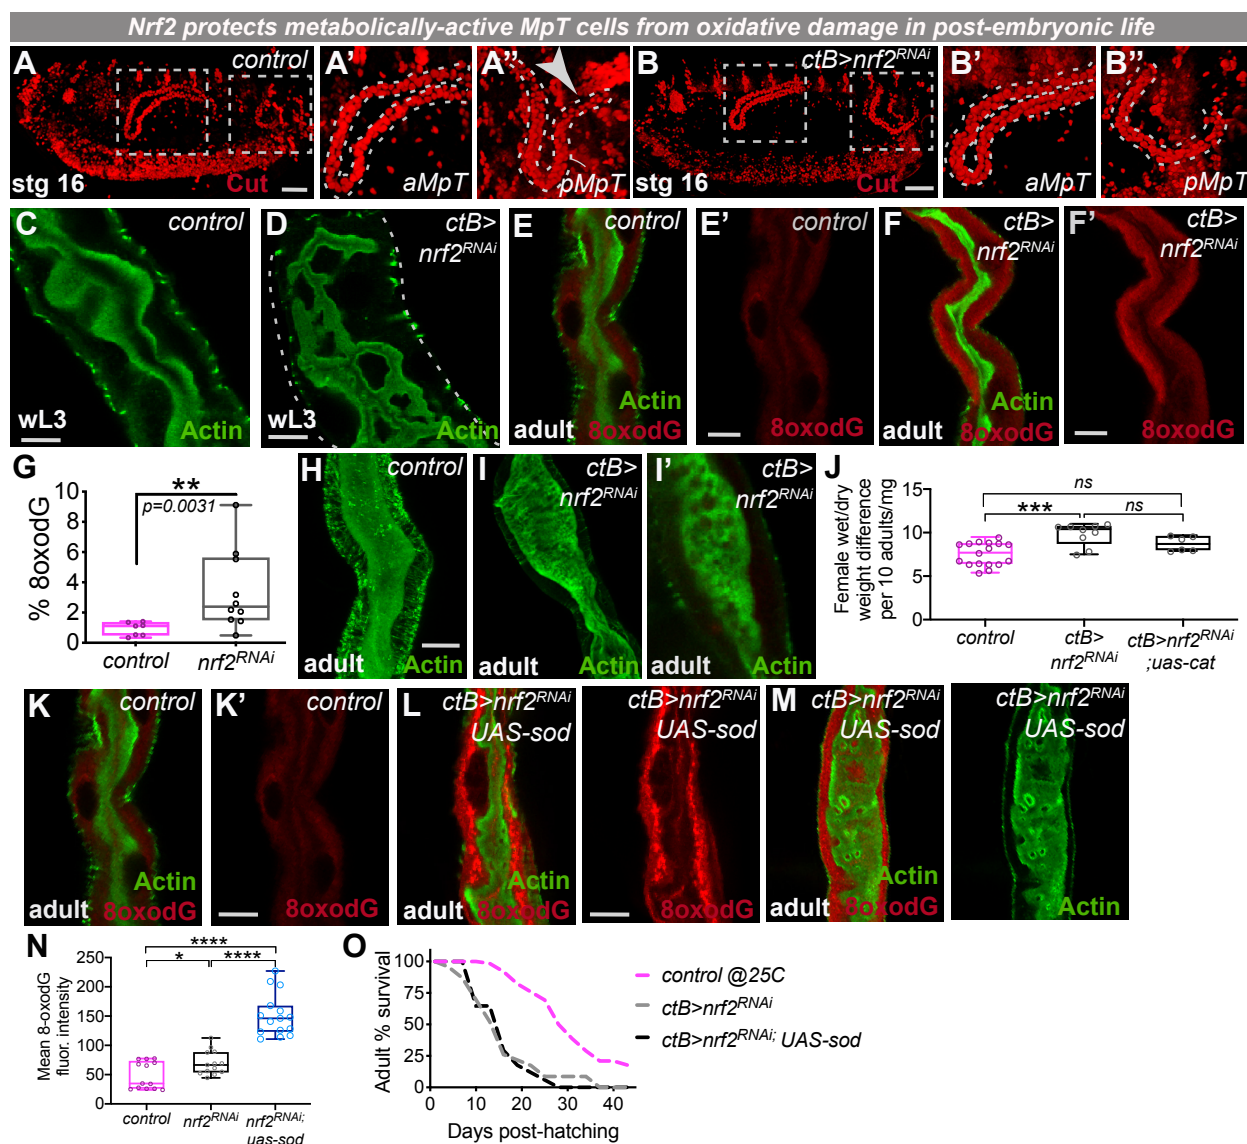 Nrf2 protects metabolically-active MpT cells from oxidative damage in post-embryonic life
A
control
stg 16
Cut
A'
aMpT
A"
pMpT
B
ctB>nrf2RNAi
stg 16
Cut
B'
aMpT
B"
pMpT
C
control
wL3
Actin
D
ctB>
nrf2RNAi
wL3
Actin
E
control
adult
Actin
8oxodG
E'
control
8oxodG
F
ctB>
nrf2RNAi
adult
Actin
8oxodG
F'
ctB>
nrf2RNAi
8oxodG
G
**
p=0.0031
% 8oxodG
10
8
6
4
2
0
control
nrf2RNAi
H
control
adult
Actin
I
ctB>
nrf2RNAi
adult
Actin
I'
ctB>
nrf2RNAi
adult
Actin
J
Female wet/dry
weight difference
per 10 adults/mg
15
10
5
0
ns
***
ns
control
ctB>
nrf2RNAi
ctB>nrf2RNAi
;uas-cat
K
control
adult
Actin
8oxodG
K'
control
8oxodG
L
ctB>nrf2RNAi
UAS-sod
adult
Actin
8oxodG
ctB>nrf2RNAi
UAS-sod
8oxodG
M
ctB>nrf2RNAi
UAS-sod
adult
Actin
8oxodG
ctB>nrf2RNAi
UAS-sod
Actin
N
Mean 8-oxodG
fluor. intensity
250
200
150
100
50
0
****
*
****
control
nrf2RNAi
nrf2RNAi;
uas-sod
O
Adult % survival
100
75
50
25
0
0
10
20
30
40
Days post-hatching
control @25C
ctB>nrf2RNAi
ctB>nrf2RNAi; UAS-sod